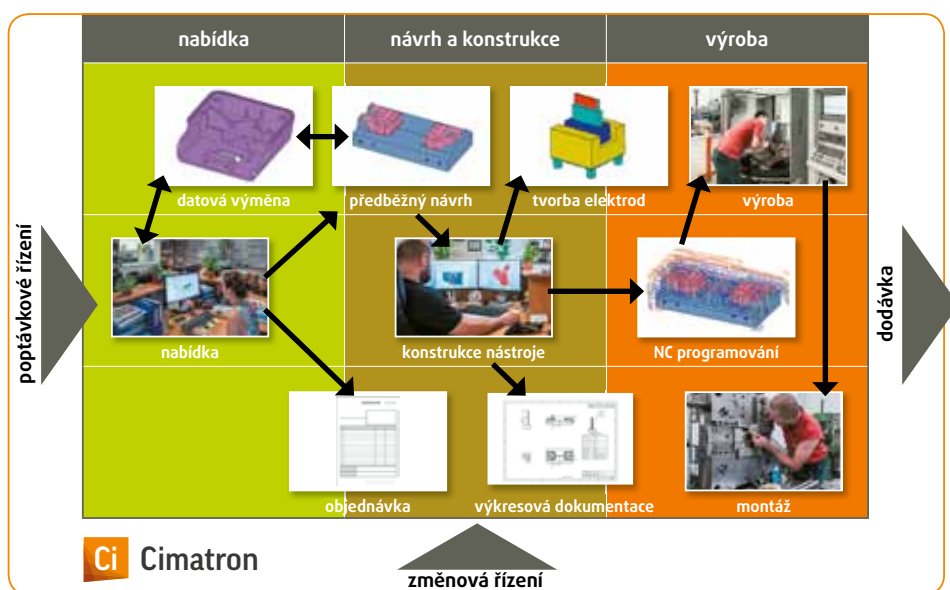 nabídka
návrh a konstrukce
výroba
datová výměna
předběžný návrh
tvorba elektrod
výroba
poptávkové řízení
nabídka
konstrukce nástroje
NC programování
dodávka
objednávka
výkresová dokumentace
montáž
Ci Cimatron
změnová řízení